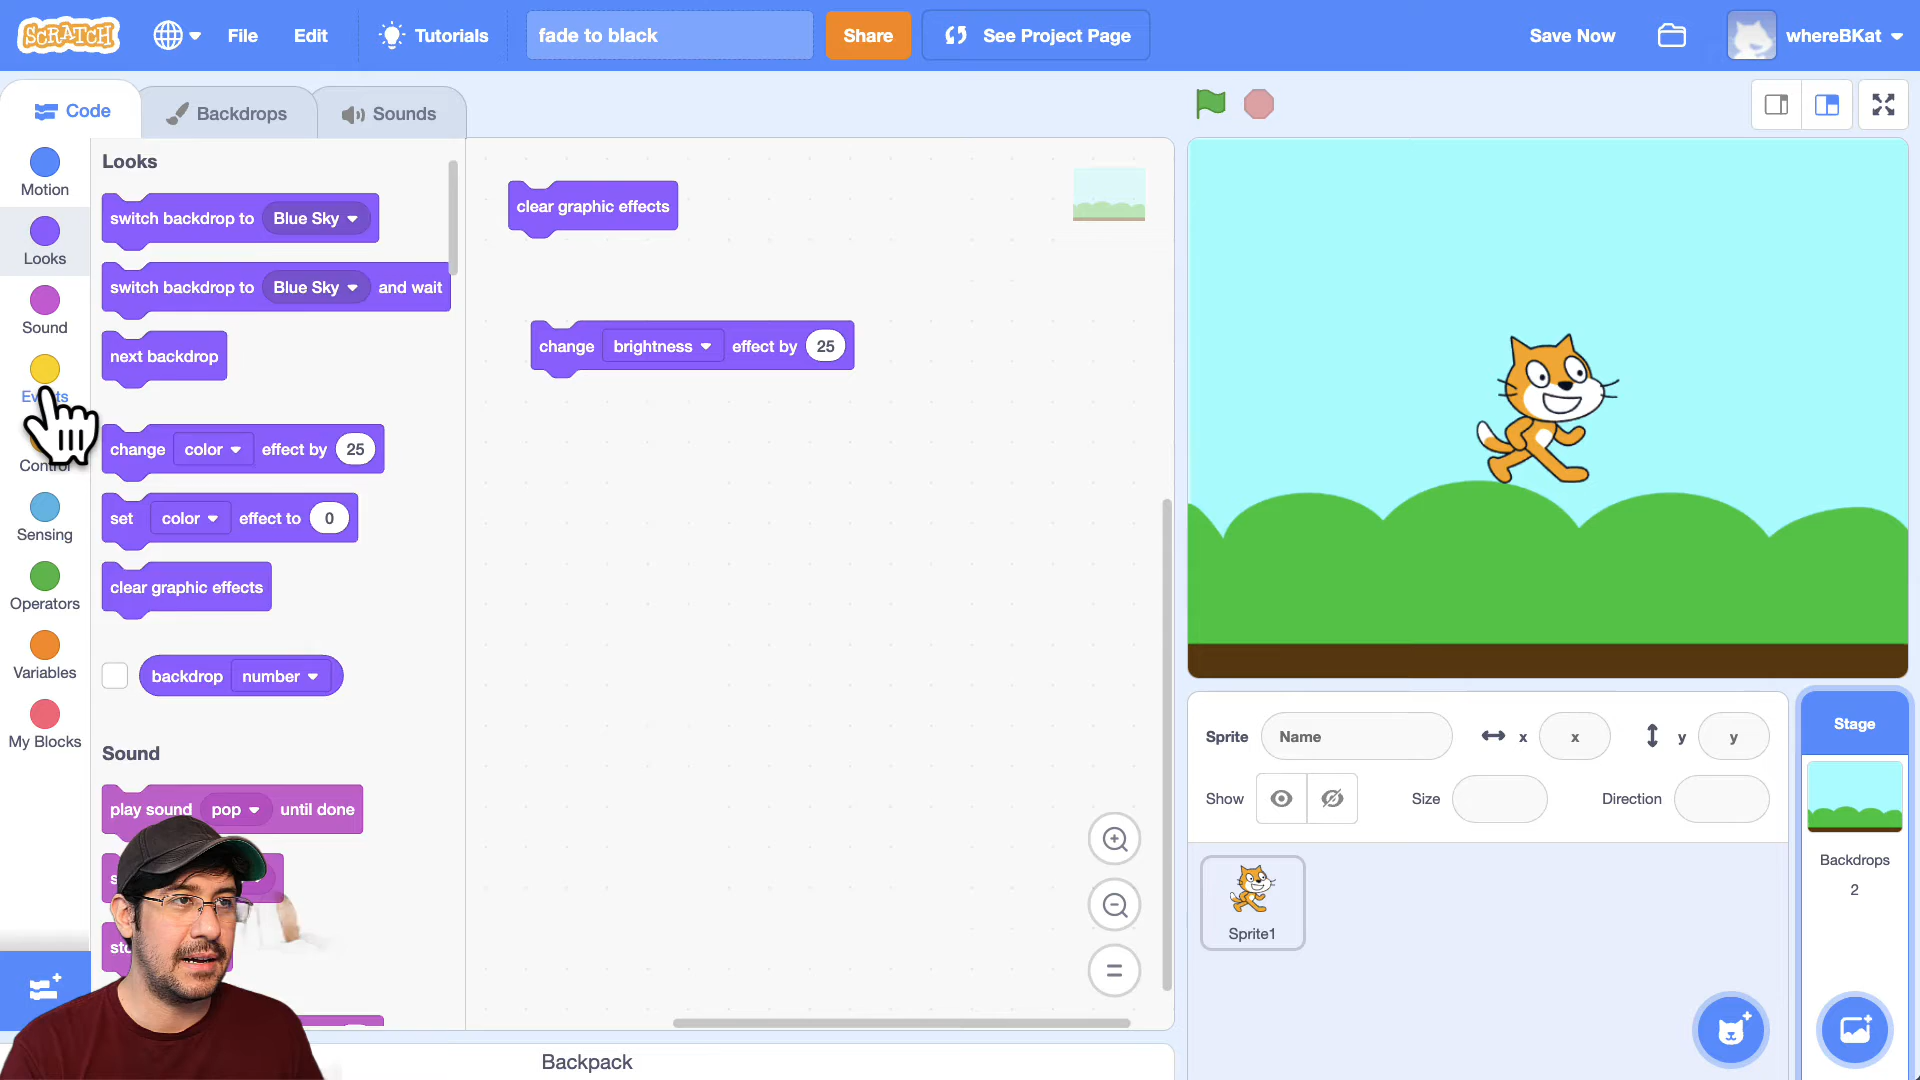 SCRATCH
File
Edit
Tutorials
fade to black
Share
See Project Page
Save Now
whereBKat
Code
Backdrops
Sounds
Motion
Looks
Sound
Control
Sensing
Operators
Variables
My Blocks
Looks
switch backdrop to Blue Sky
switch backdrop to Blue Sky and wait
next backdrop
change color effect by 25
set color effect to 0
clear graphic effects
backdrop number
Sound
play sound pop until done
clear graphic effects
change brightness effect by 25
Backpack
Sprite Name x x y y
Show Size Direction
Sprite1
Stage
Backdrops
2